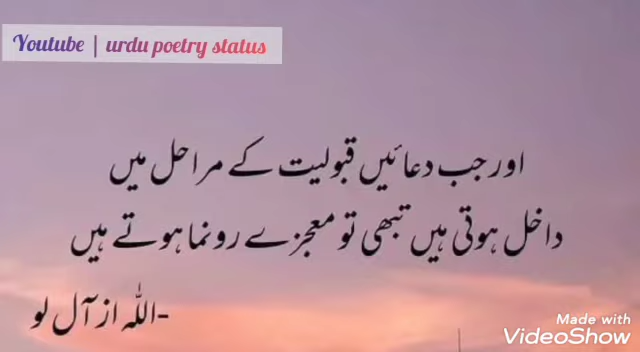 Youtube | urdu poetry status
اور جب دعائیں قبولیت کے مراحل میں
داخل ہوتی ہیں تبھی تو معجزے رونما ہوتے ہیں
-اللہ از آل لو
Made with
VideoShow